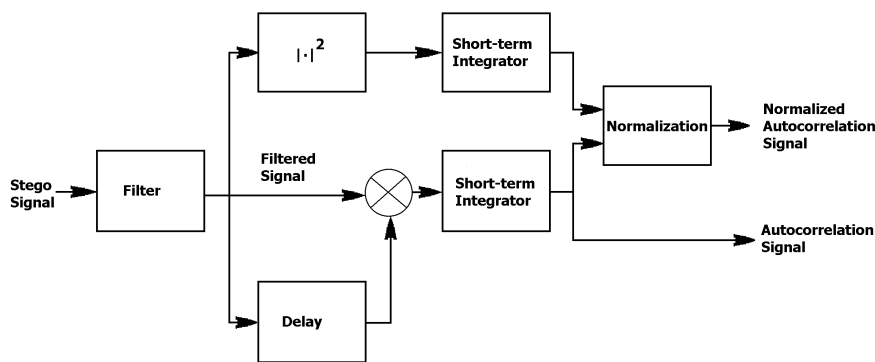 |·|²
Short-term
Integrator
Normalization
Normalized
Autocorrelation
Signal
Stego
Signal
Filter
Filtered
Signal
Short-term
Integrator
Autocorrelation
Signal
Delay